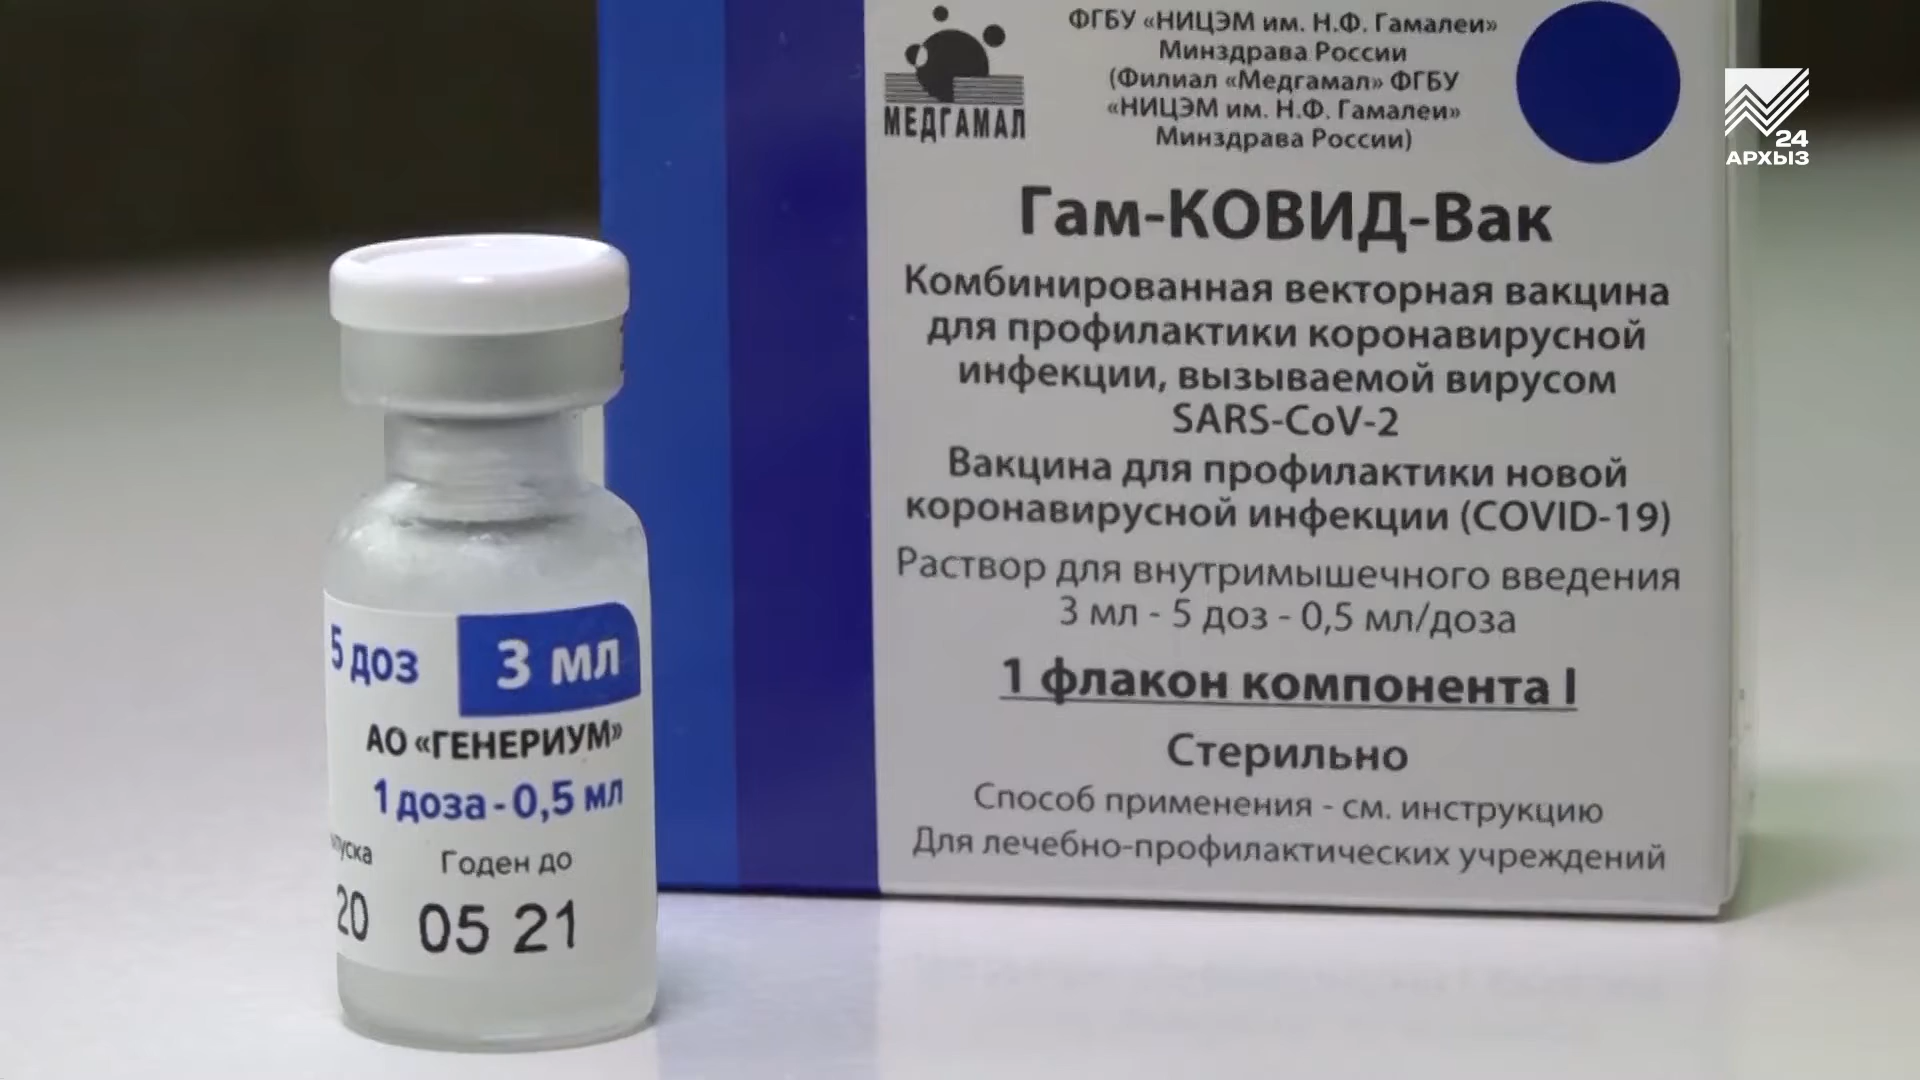 МЕДГАМАЛ
ФГБУ «НИЦЭМ им. Н.Ф. Гамалеи»
Минздрава России
(Филиал «Медгамал» ФГБУ
«НИЦЭМ им. Н.Ф. Гамалеи»
Минздрава России)
24
АРХЫЗ
Гам-КОВИД-Вак
Комбинированная векторная вакцина
для профилактики коронавирусной
инфекции, вызываемой вирусом
SARS-CoV-2
Вакцина для профилактики новой
коронавирусной инфекции (COVID-19)
Раствор для внутримышечного введения
3 мл - 5 доз - 0,5 мл/доза
1 флакон компонента I
Стерильно
Способ применения - см. инструкцию
Для лечебно-профилактических учреждений
5 доз 3 мл
АО «ГЕНЕРИУМ»
1 доза - 0,5 мл
Годен до
20 05 21